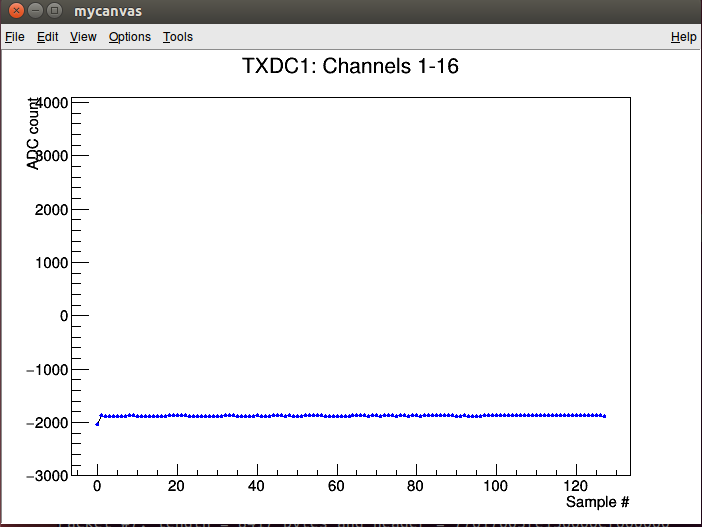 mycanvas
File Edit View Options Tools Help
TXDC1: Channels 1-16
ADC count
4000
3000
2000
1000
0
−1000
−2000
−3000
0 20 40 60 80 100 120
Sample #